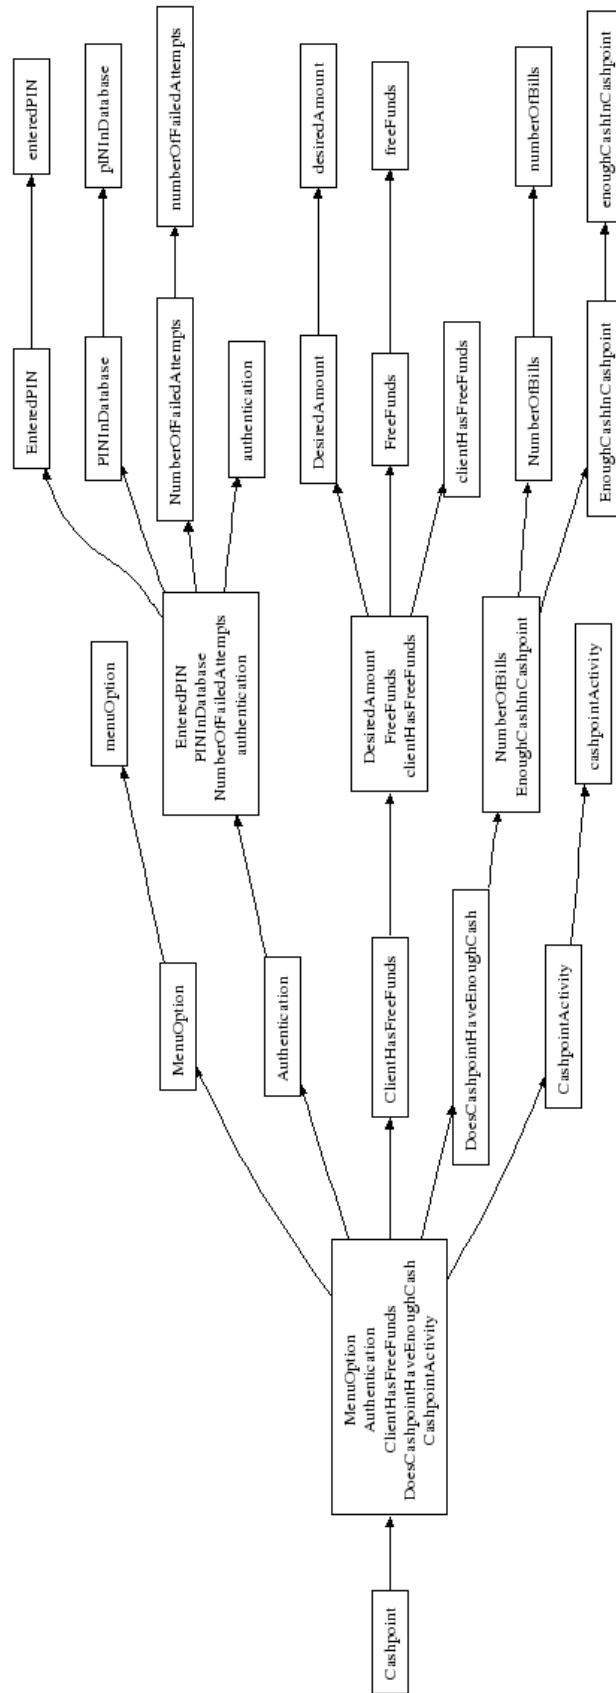 Cashpoint
MenuOption
Authentication
ClientHasFreeFunds
DoesCashpointHaveEnoughCash
CashpointActivity
MenuOption
Authentication
ClientHasFreeFunds
DoesCashpointHaveEnoughCash
CashpointActivity
menuOption
EnteredPIN
PINInDatabase
NumberOfFailedAttempts
authentication
DesiredAmount
FreeFunds
clientHasFreeFunds
NumberOfBills
EnoughCashInCashpoint
cashpointActivity
EnteredPIN
PINInDatabase
NumberOfFailedAttempts
authentication
DesiredAmount
FreeFunds
clientHasFreeFunds
NumberOfBills
EnoughCashInCashpoint
enteredPIN
pINInDatabase
numberOfFailedAttempts
desiredAmount
freeFunds
numberOfBills
enoughCashInCashpoint